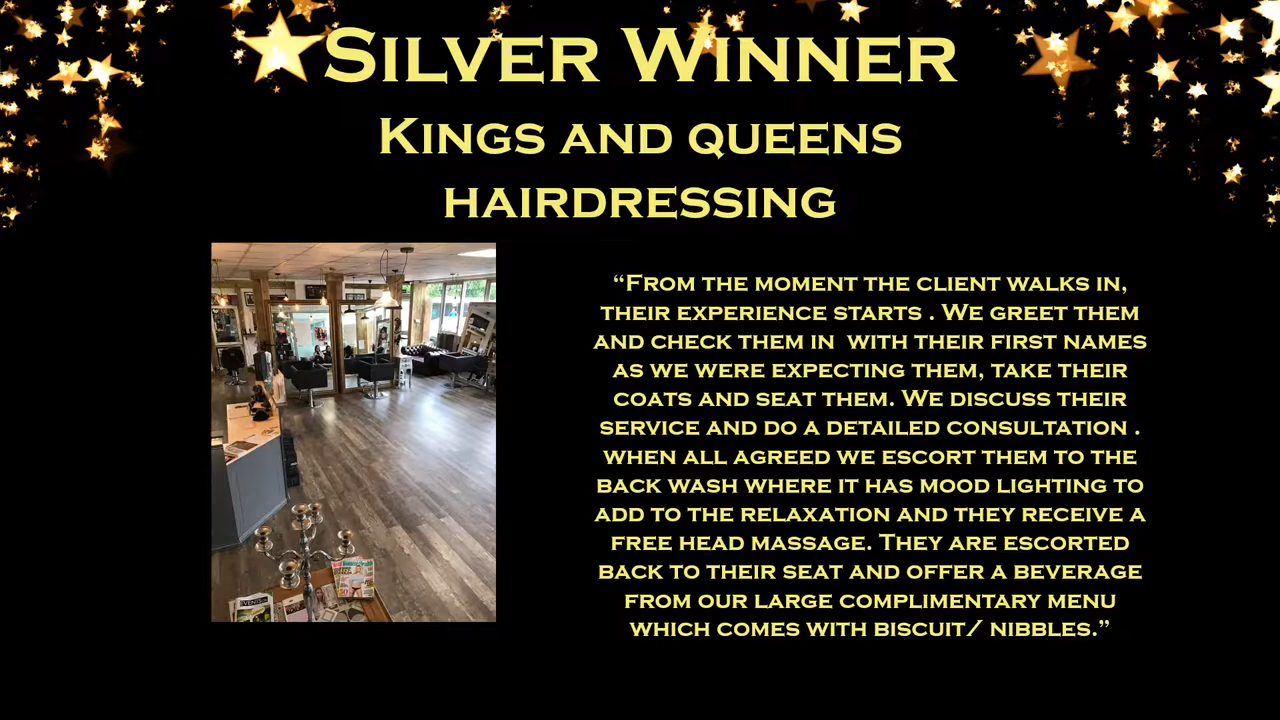 Silver Winner
Kings and queens
hairdressing
“From the moment the client walks in,
their experience starts . We greet them
and check them in  with their first names
as we were expecting them, take their
coats and seat them. We discuss their
service and do a detailed consultation .
when all agreed we escort them to the
back wash where it has mood lighting to
add to the relaxation and they receive a
free head massage. They are escorted
back to their seat and offer a beverage
from our large complimentary menu
which comes with biscuit/ nibbles.”